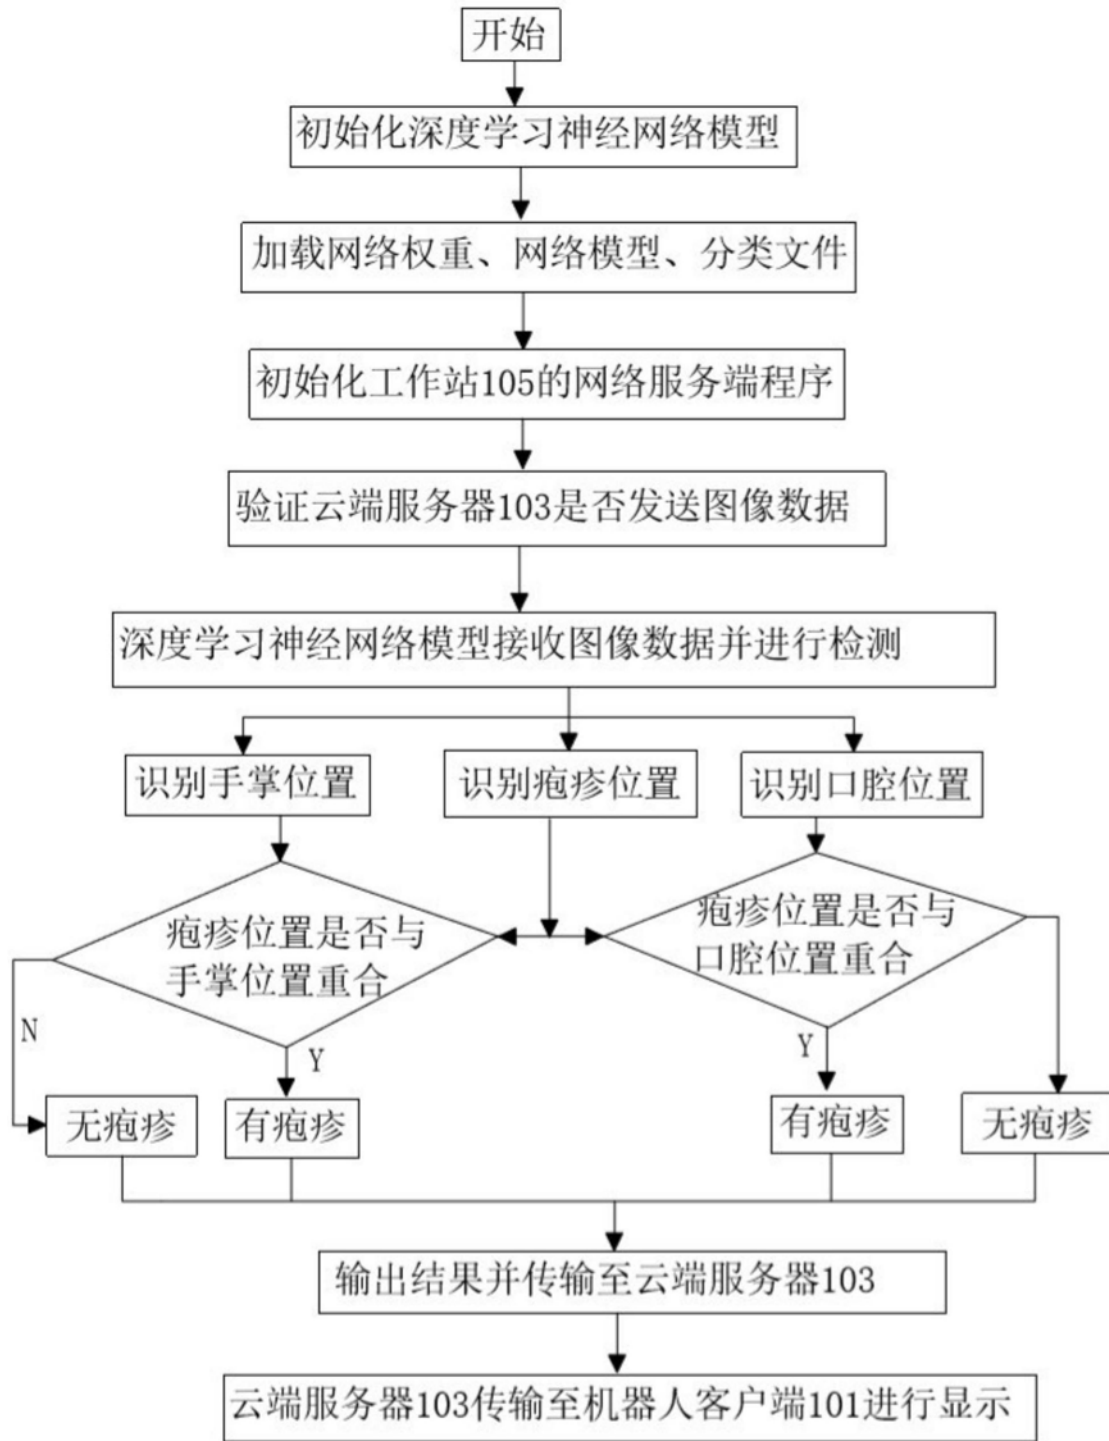 开始
初始化深度学习神经网络模型
加载网络权重、网络模型、分类文件
初始化工作站105的网络服务端程序
验证云端服务器103是否发送图像数据
深度学习神经网络模型接收图像数据并进行检测
识别手掌位置
识别疱疹位置
识别口腔位置
疱疹位置是否与
手掌位置重合
疱疹位置是否与
口腔位置重合
N
Y
Y
无疱疹
有疱疹
有疱疹
无疱疹
输出结果并传输至云端服务器103
云端服务器103传输至机器人客户端101进行显示